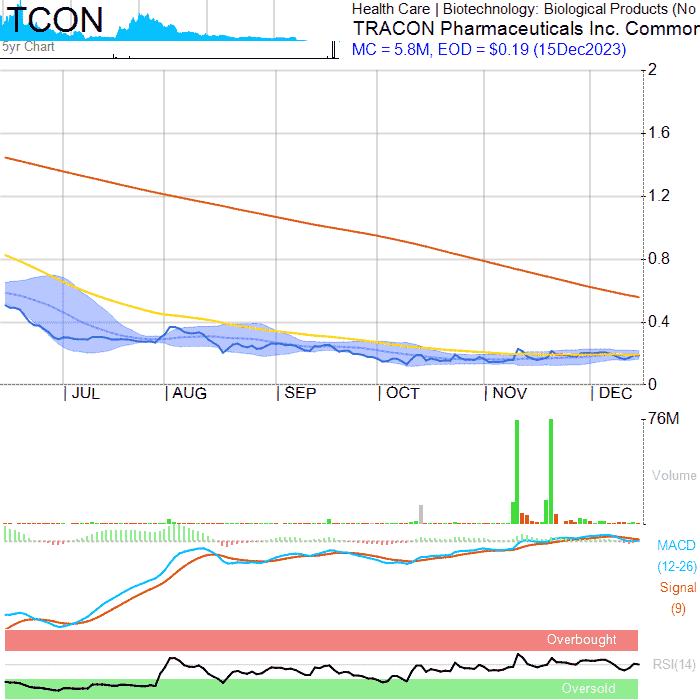 TCON
Health Care | Biotechnology: Biological Products (No
TRACON Pharmaceuticals Inc. Common
5yr Chart
MC = 5.8M, EOD = $0.19 (15Dec2023)
2
1.6
1.2
0.8
0.4
0
JUL AUG SEP OCT NOV DEC
76M
Volume
MACD
(12-26)
Signal
(9)
Overbought
RSI(14)
Oversold